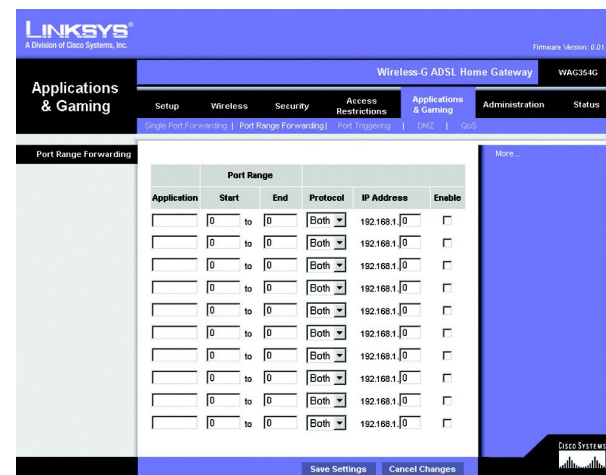 LINKSYS®
A Division of Cisco Systems, Inc.
Firmware Version: 0.01
Wireless-G ADSL Home Gateway WAG354G
Applications & Gaming
Setup Wireless Security Access Restrictions Applications & Gaming Administration Status
Single Port Forwarding | Port Range Forwarding | Port Triggering | DMZ | QoS
Port Range Forwarding
More...
Port Range
Application Start End Protocol IP Address Enable
0 to 0 Both 192.168.1.0
0 to 0 Both 192.168.1.0
0 to 0 Both 192.168.1.0
0 to 0 Both 192.168.1.0
0 to 0 Both 192.168.1.0
0 to 0 Both 192.168.1.0
0 to 0 Both 192.168.1.0
0 to 0 Both 192.168.1.0
0 to 0 Both 192.168.1.0
0 to 0 Both 192.168.1.0
Save Settings Cancel Changes
CISCO SYSTEMS